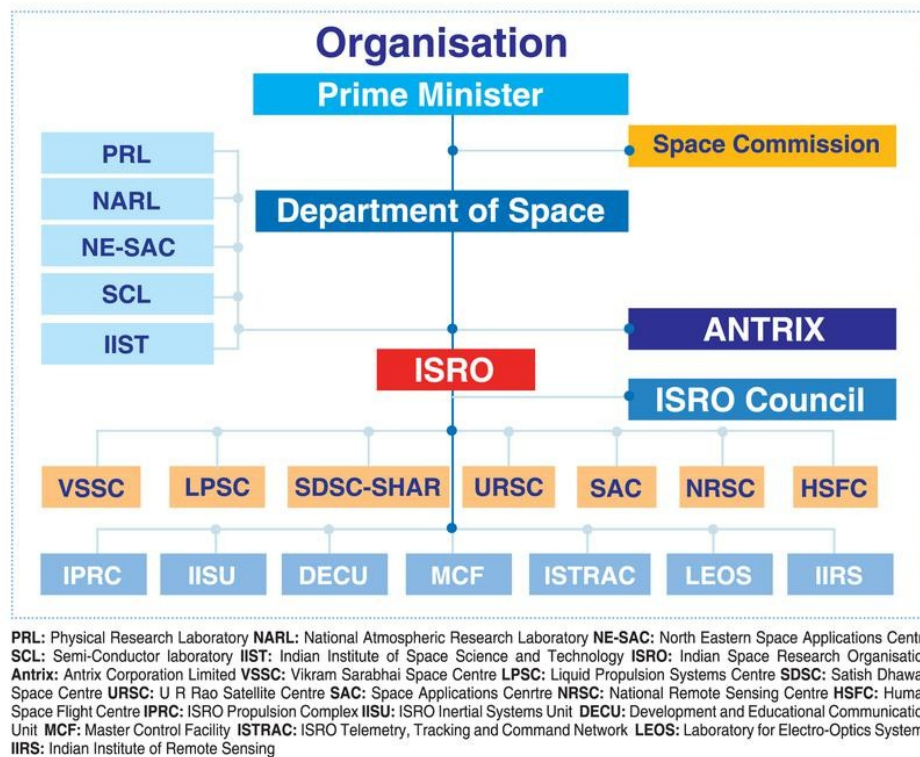 Organisation
Prime Minister
Space Commission
PRL
NARL
NE-SAC
SCL
IIST
Department of Space
ANTRIX
ISRO
ISRO Council
VSSC LPSC SDSC-SHAR URSC SAC NRSC HSFC
IPRC IISU DECU MCF ISTRAC LEOS IIRS
PRL: Physical Research Laboratory NARL: National Atmospheric Research Laboratory NE-SAC: North Eastern Space Applications Centr
SCL: Semi-Conductor laboratory IIST: Indian Institute of Space Science and Technology ISRO: Indian Space Research Organisatio
Antrix: Antrix Corporation Limited VSSC: Vikram Sarabhai Space Centre LPSC: Liquid Propulsion Systems Centre SDSC: Satish Dhawa
Space Centre URSC: U R Rao Satellite Centre SAC: Space Applications Cenntre NRSC: National Remote Sensing Centre HSFC: Huma
Space Flight Centre IPRC: ISRO Propulsion Complex IISU: ISRO Inertial Systems Unit DECU: Development and Educational Communicatio
Unit MCF: Master Control Facility ISTRAC: ISRO Telemetry, Tracking and Command Network LEOS: Laboratory for Electro-Optics System
IIRS: Indian Institute of Remote Sensing